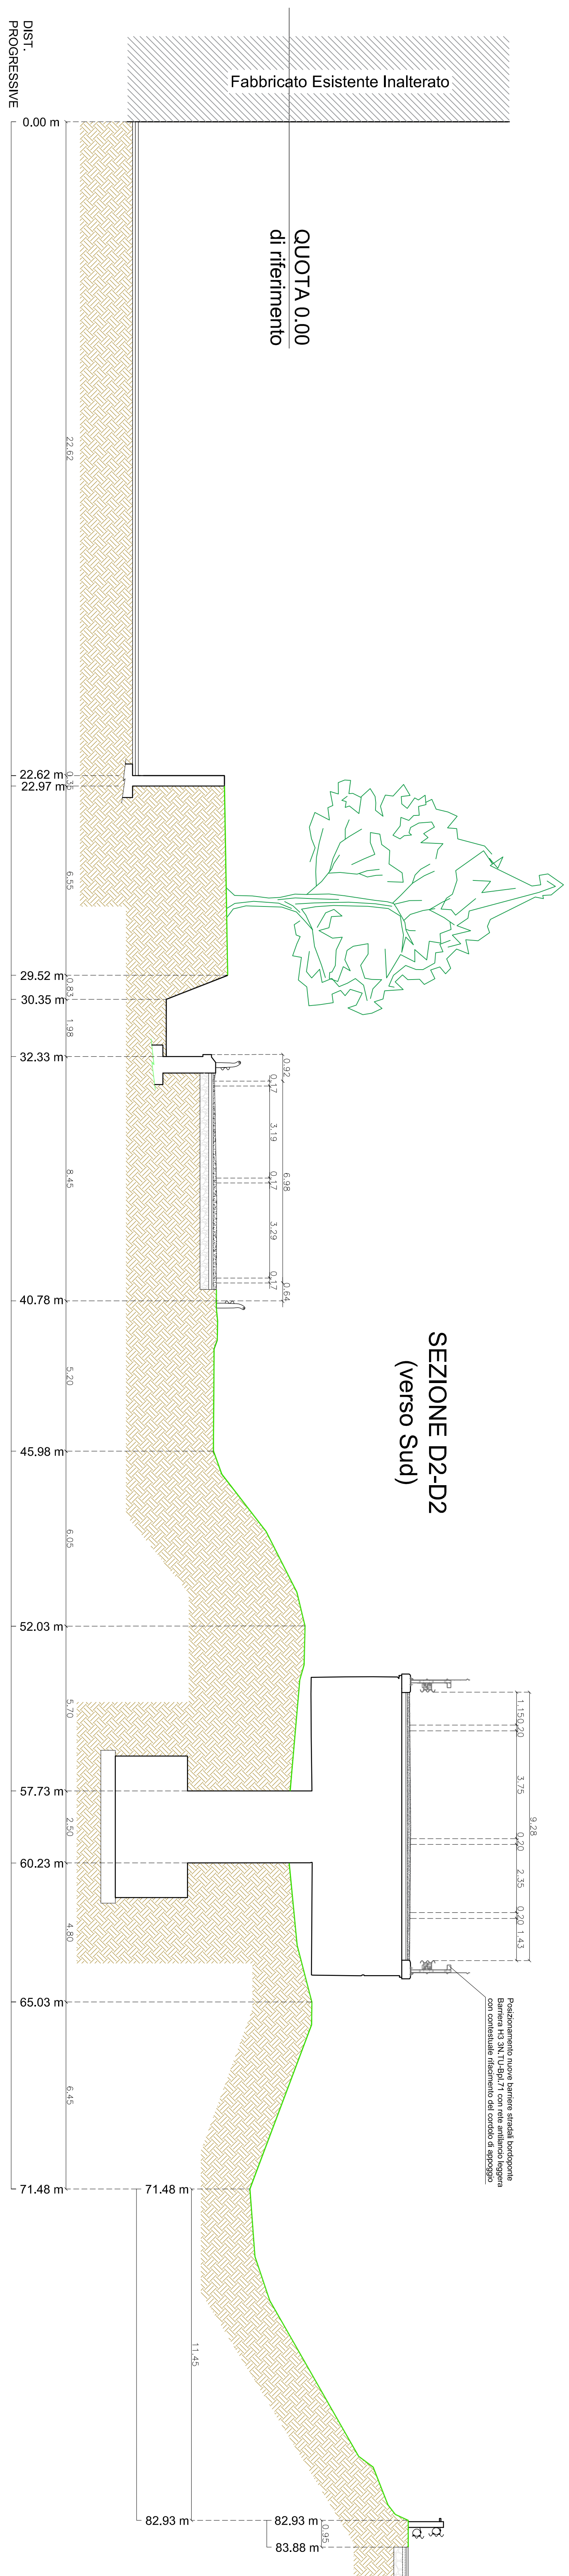 DIST.
PROGRESSIVE
Fabbricato Esistente Inalterato
QUOTA 0.00
di riferimento
SEZIONE D2-D2
(verso Sud)
0.00 m
22.62 m
22.97 m
29.52 m
30.35 m
32.33 m
40.78 m
45.98 m
52.03 m
57.73 m
60.23 m
65.03 m
71.48 m
71.48 m
82.93 m
82.93 m
83.88 m
22,62
0,35
6,55
0,83
1,98
8,45
5,20
6,05
5,70
2,50
4,80
6,45
11,45
0,95
0,92
6,98
0,64
0,17
3,19
0,17
3,29
0,17
9,28
1,15
0,20
3,75
0,20
2,35
0,20
1,43
Posizionamento nuove barriere stradali bordoponte
Barriera H3 3N.TU-Bpl.71 con rete antilancio leggera
con contestuale rifacimento del cordolo di appoggio